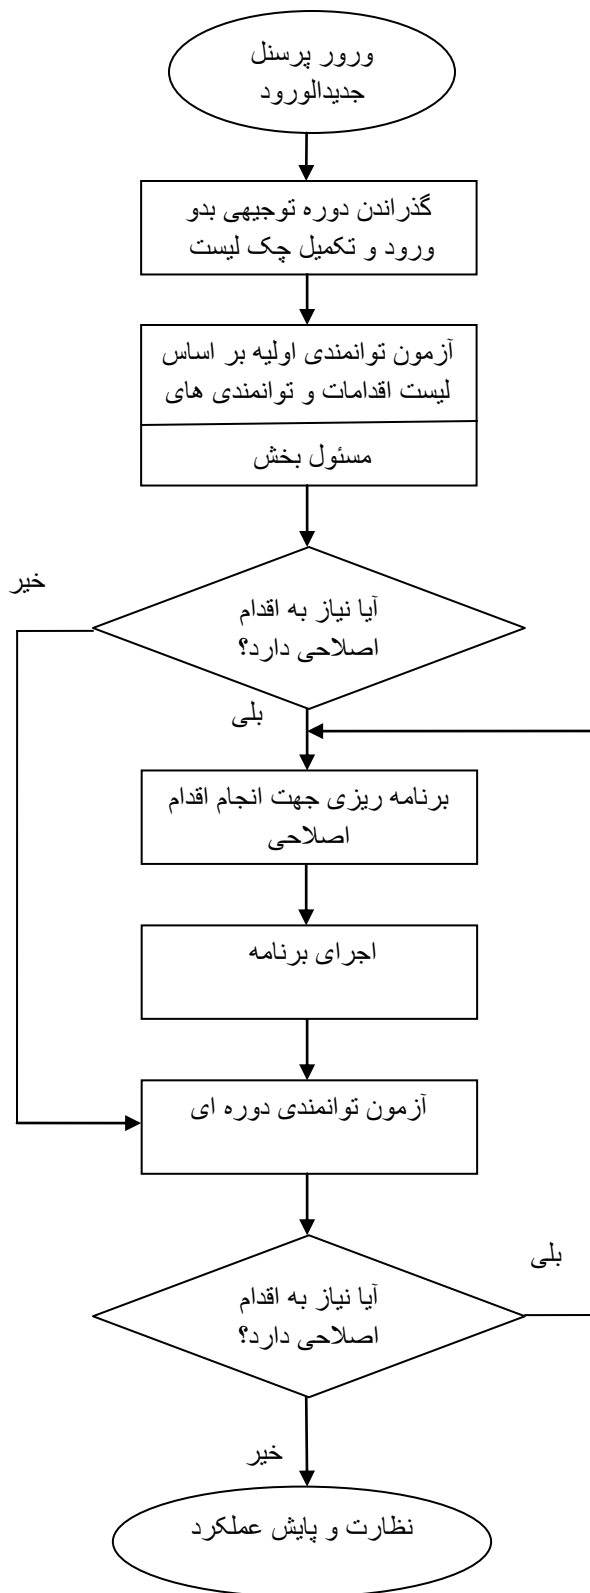 ورور پرسنل
جدیدالورود
گذراندن دوره توجیهی بدو
ورود و تکمیل چک لیست
آزمون توانمندی اولیه بر اساس
لیست اقدامات و توانمندی های
مسئول بخش
خیر
آیا نیاز به اقدام
اصلاحی دارد؟
بلی
برنامه ریزی جهت انجام اقدام
اصلاحی
اجرای برنامه
آزمون توانمندی دوره ای
بلی
آیا نیاز به اقدام
اصلاحی دارد؟
خیر
نظارت و پایش عملکرد